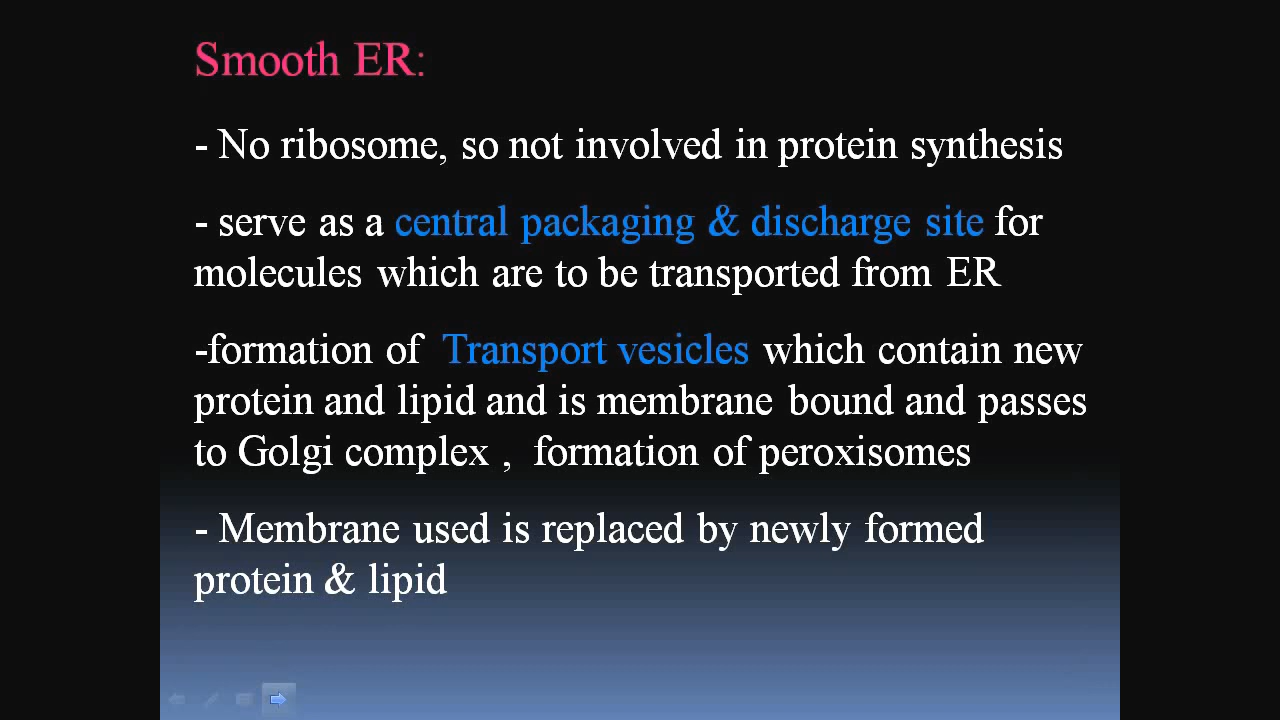 Smooth ER:
- No ribosome, so not involved in protein synthesis
- serve as a central packaging & discharge site for
molecules which are to be transported from ER
-formation of Transport vesicles which contain new
protein and lipid and is membrane bound and passes
to Golgi complex , formation of peroxisomes
- Membrane used is replaced by newly formed
protein & lipid